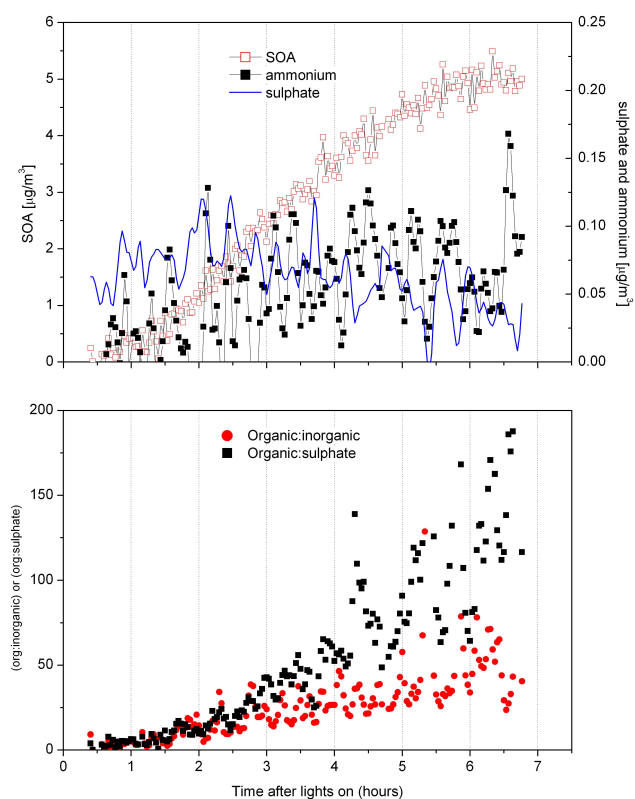 6
5
4
3
2
1
0
SOA [µg/m³]
SOA
ammonium
sulphate
0.25
0.20
0.15
0.10
0.05
0.00
sulphate and ammonium [µg/m³]
200
150
100
50
0
(org:inorganic) or (org:sulphate)
Organic:inorganic
Organic:sulphate
0 1 2 3 4 5 6 7
Time after lights on (hours)